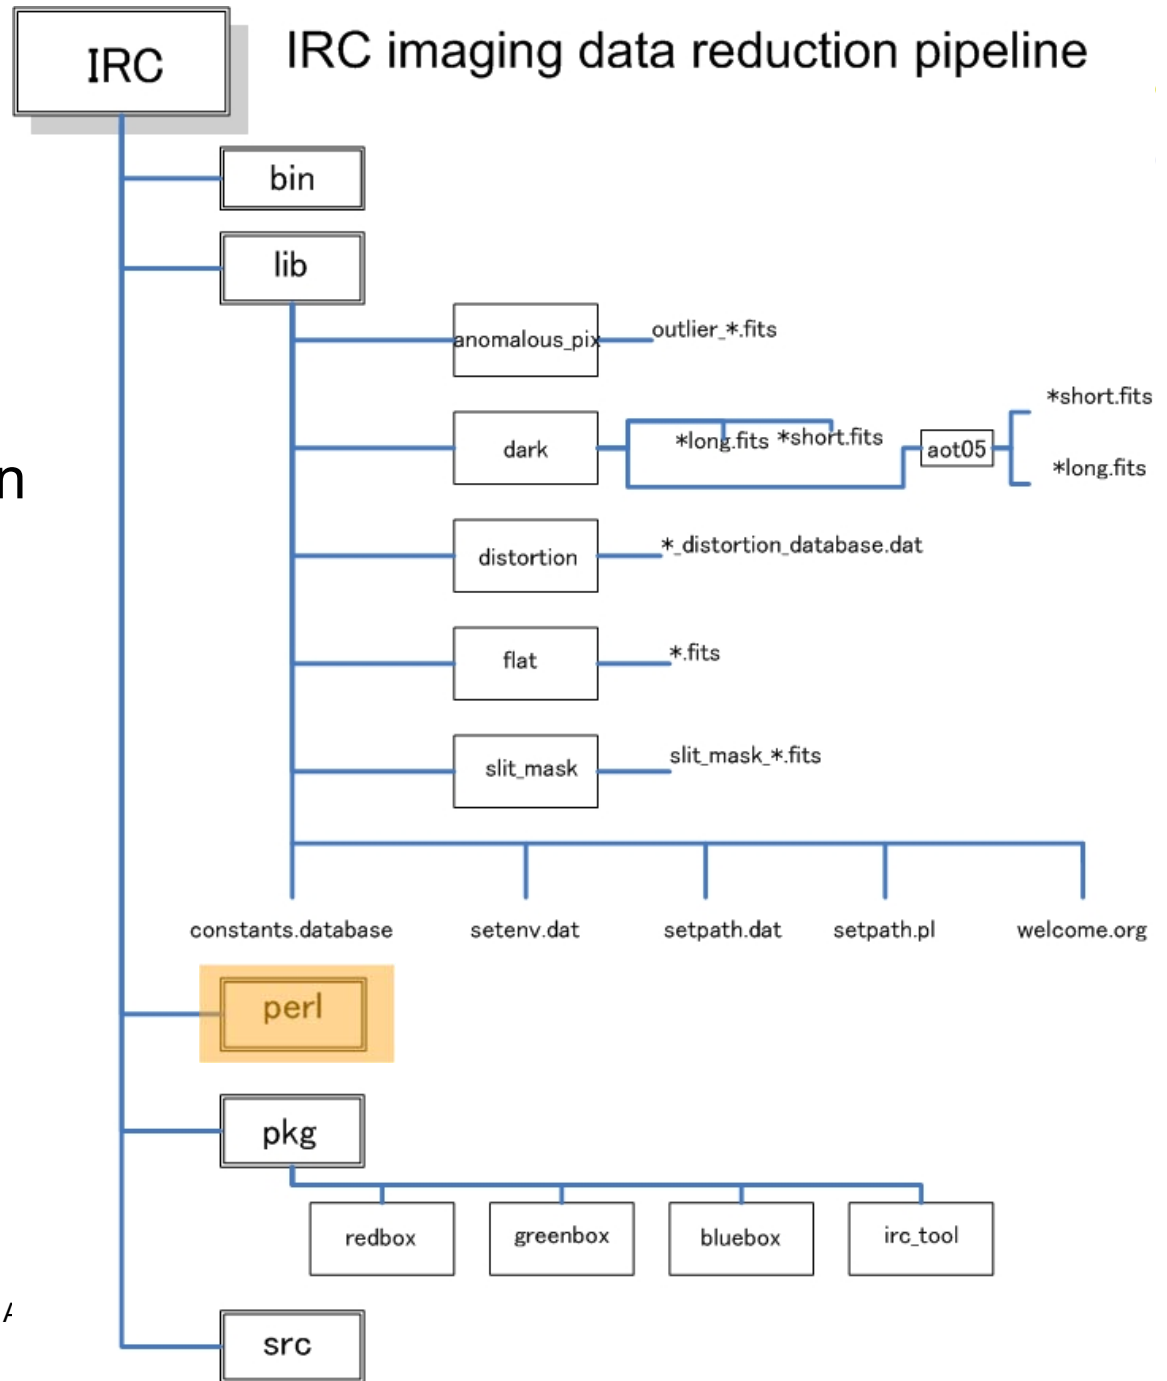 IRC
IRC imaging data reduction pipeline
bin
lib
anomalous_pix
outlier_*.fits
*short.fits
dark
*long.fits
*short.fits
aot05
*long.fits
n
distortion
*_distortion_database.dat
flat
*.fits
slit_mask
slit_mask_*.fits
constants.database
setenv.dat
setpath.dat
setpath.pl
welcome.org
perl
pkg
redbox
greenbox
bluebox
irc_tool
src